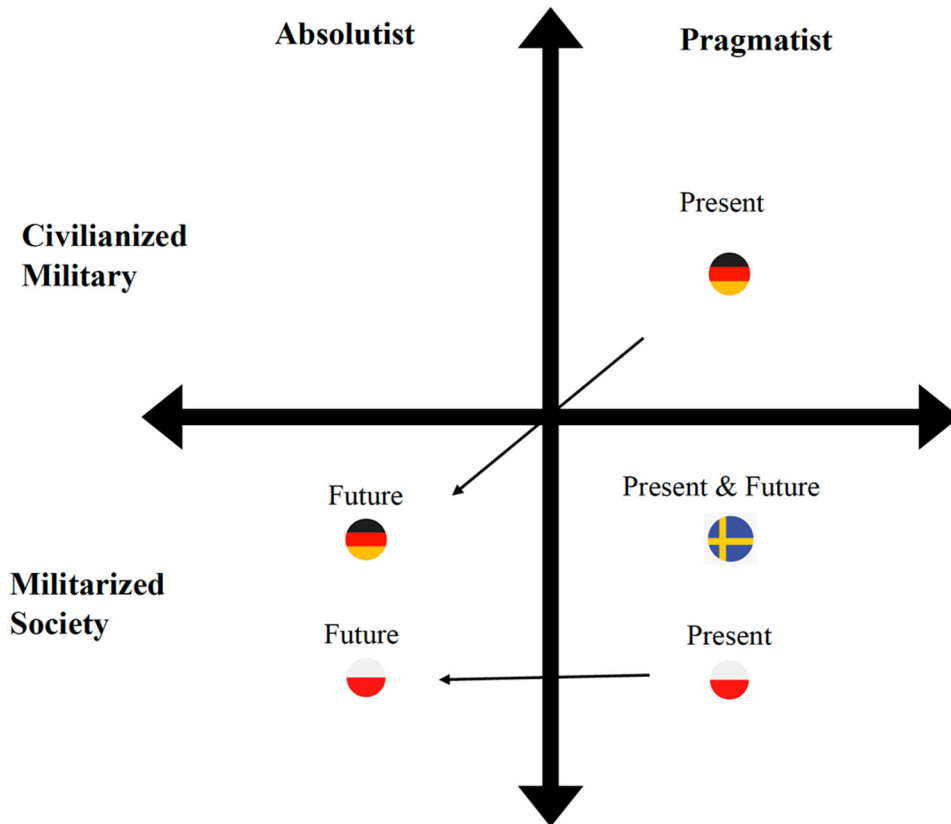 Absolutist
Pragmatist
Present
Civilianized
Military
Future
Present & Future
Militarized
Society
Future
Present